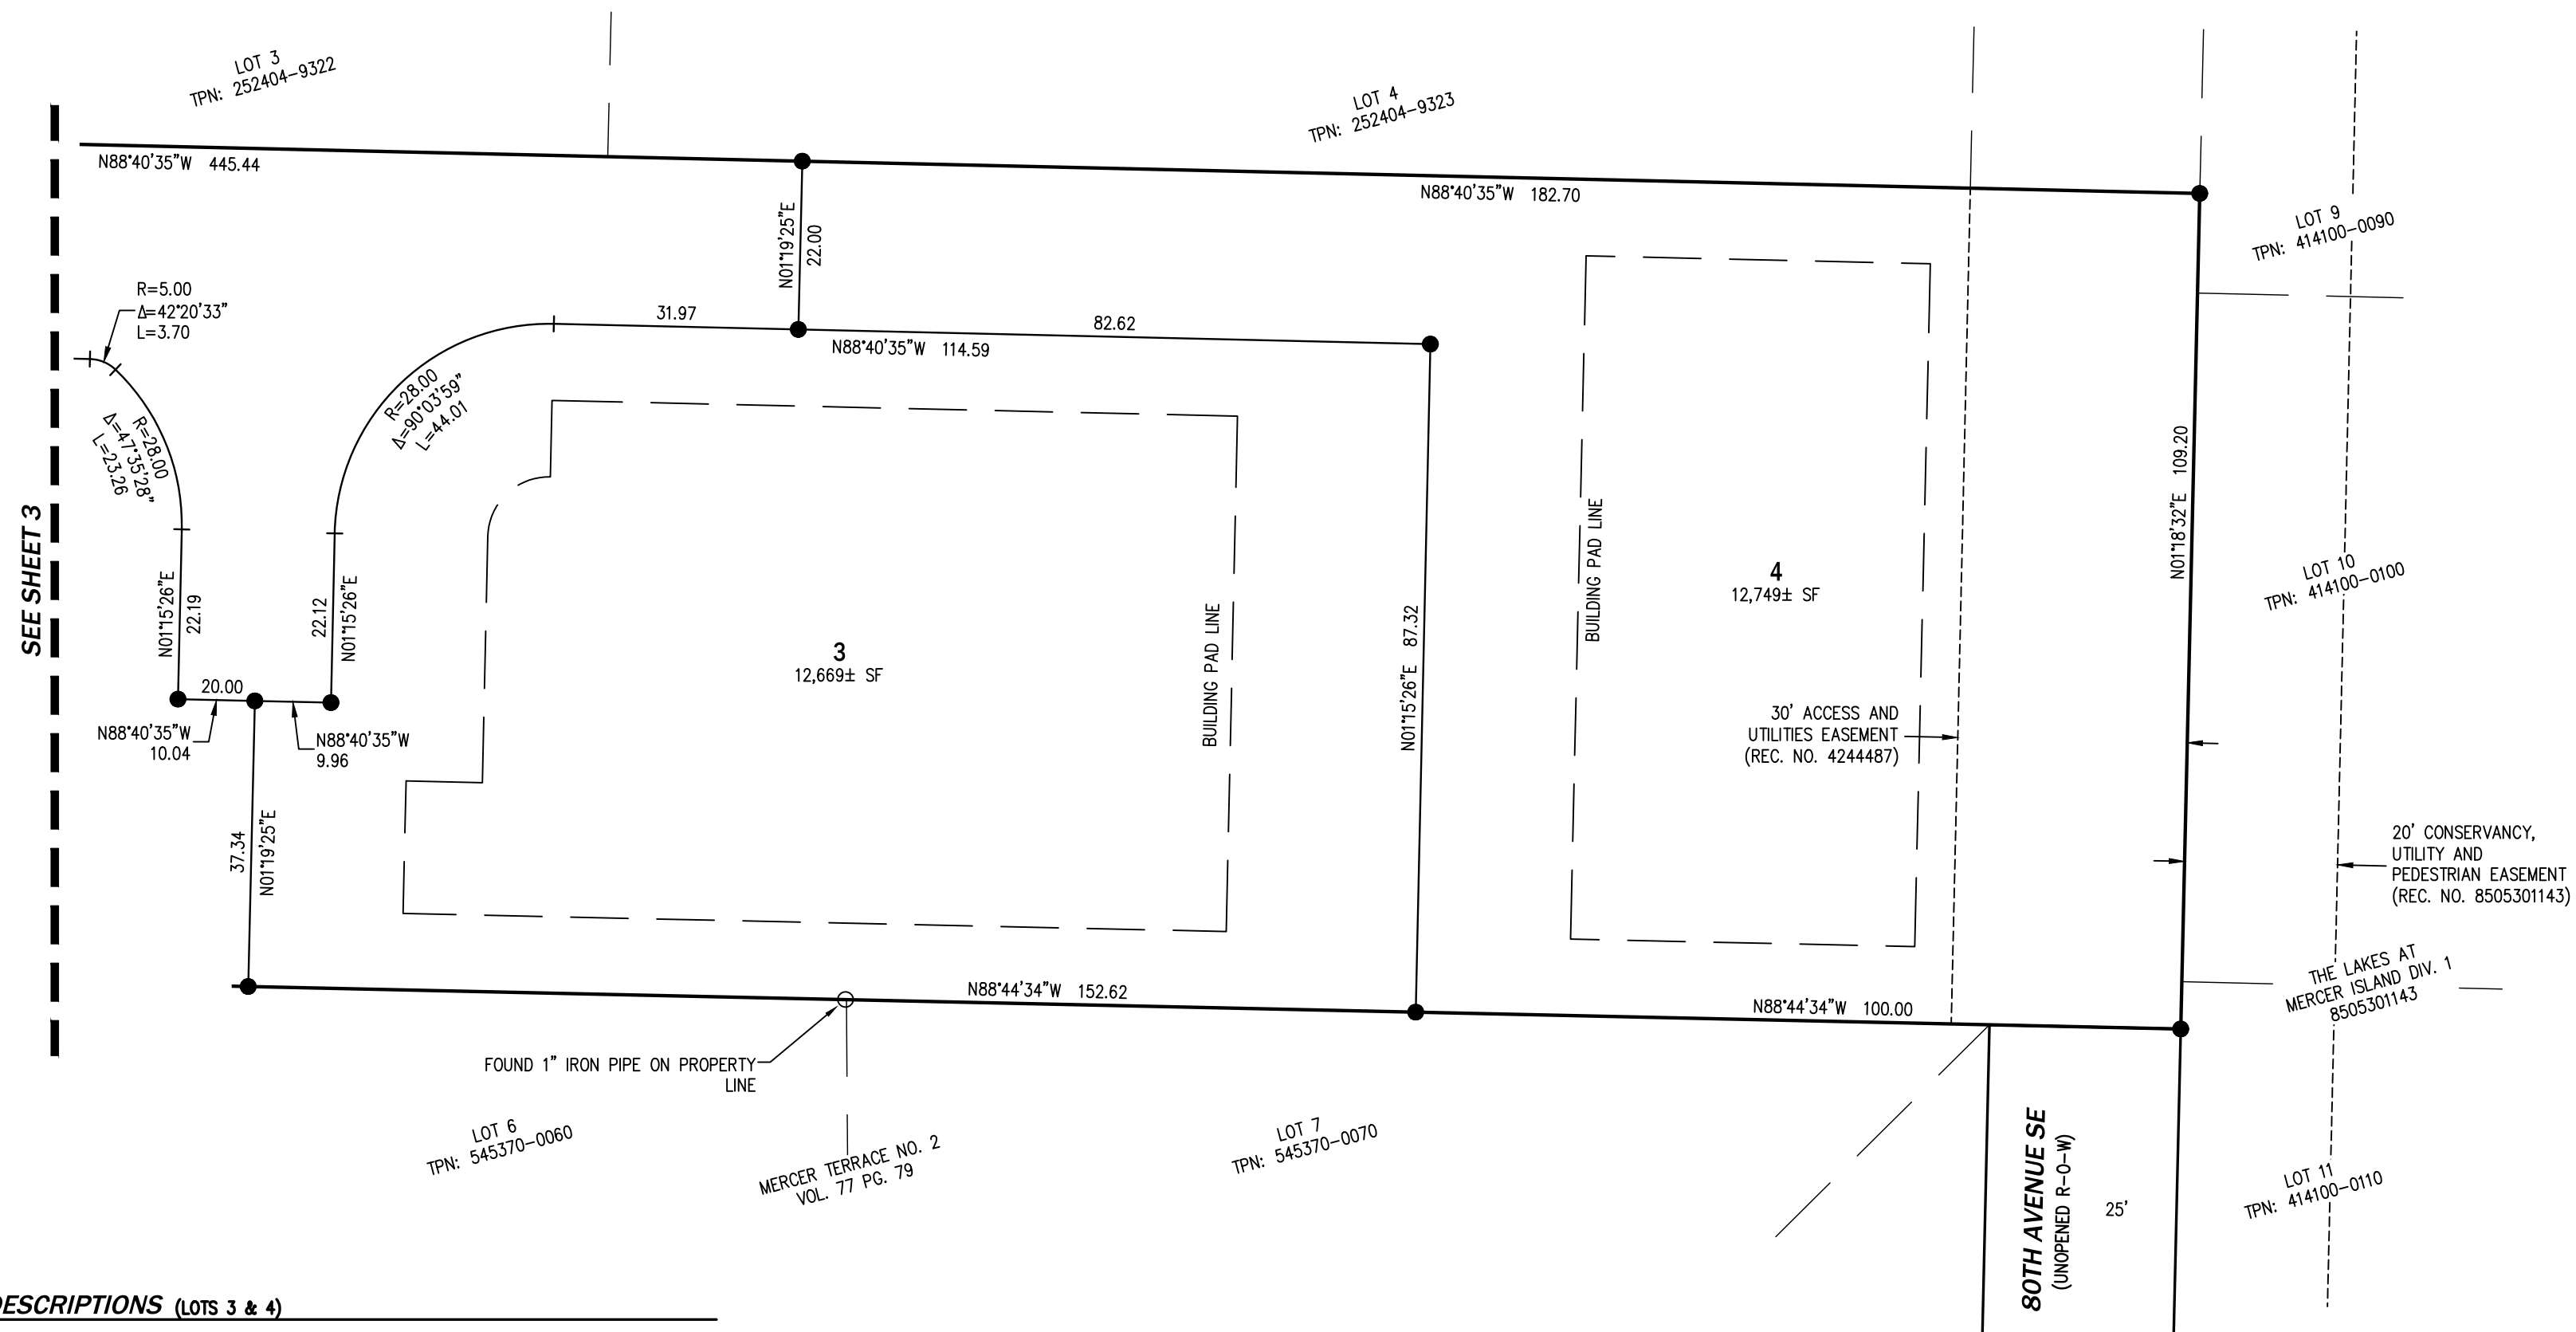 LOT 3
TPN: 252404-9322
LOT 4
TPN: 252404-9323
N88°40'35"W 445.44
N88°40'35"W 182.70
LOT 9
TPN: 414100-0090
N01°19'25"E
22.00
R=5.00
Δ=42°20'33"
L=3.70
31.97
82.62
N88°40'35"W 114.59
R=28.00
Δ=47°35'28"
L=23.26
R=28.00
Δ=90°03'59"
L=44.01
SEE SHEET 3
N01°15'26"E
22.19
22.12
N01°15'26"E
BUILDING PAD LINE
3
12,669± SF
N01°15'26"E 87.32
BUILDING PAD LINE
4
12,749± SF
N01°18'32"E 109.20
LOT 10
TPN: 414100-0100
20.00
N88°40'35"W
10.04
N88°40'35"W
9.96
30' ACCESS AND
UTILITIES EASEMENT
(REC. NO. 4244487)
37.34
N01°19'25"E
20' CONSERVANCY,
UTILITY AND
PEDESTRIAN EASEMENT
(REC. NO. 8505301143)
N88°44'34"W 152.62
N88°44'34"W 100.00
THE LAKES AT
MERCER ISLAND DIV. 1
8505301143
FOUND 1" IRON PIPE ON PROPERTY
LINE
LOT 6
TPN: 545370-0060
MERCER TERRACE NO. 2
VOL. 77 PG. 79
LOT 7
TPN: 545370-0070
80TH AVENUE SE
(UNOPENED R-O-W)
25'
LOT 11
TPN: 414100-0110
DESCRIPTIONS (LOTS 3 & 4)